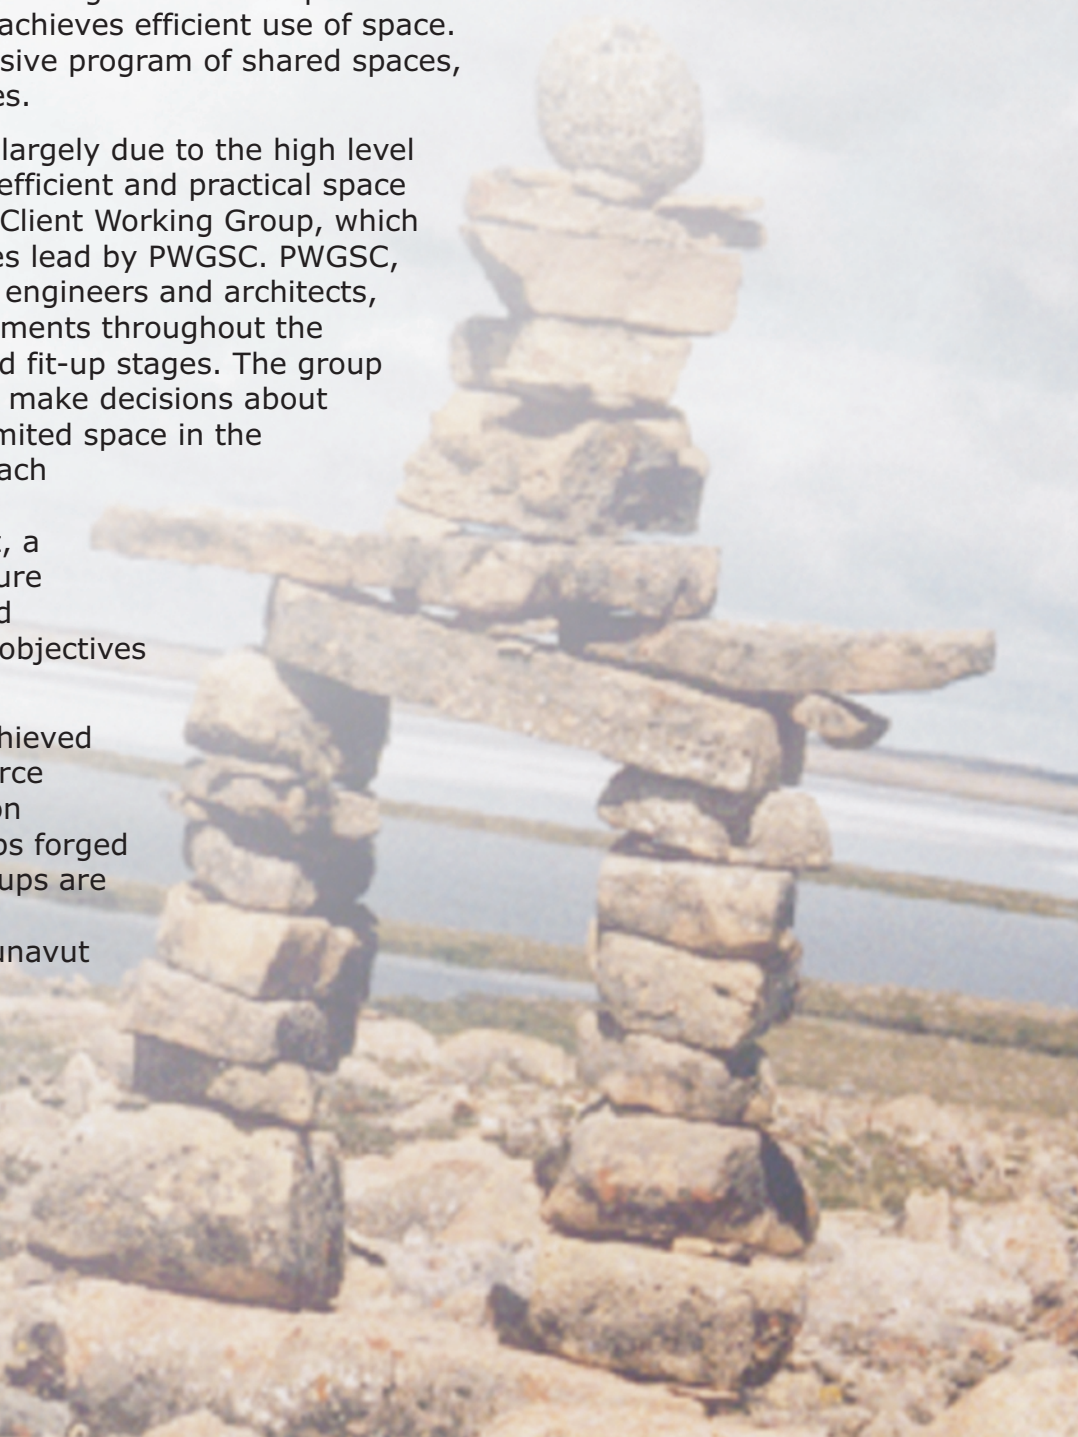 achieves efficient use of space.
sive program of shared spaces,
es.
largely due to the high level
efficient and practical space
Client Working Group, which
es lead by PWGSC. PWGSC,
engineers and architects,
ments throughout the
d fit-up stages. The group
make decisions about
mited space in the
ach
, a
ure
d
objectives
hieved
rce
on
ps forged
ups are
unavut